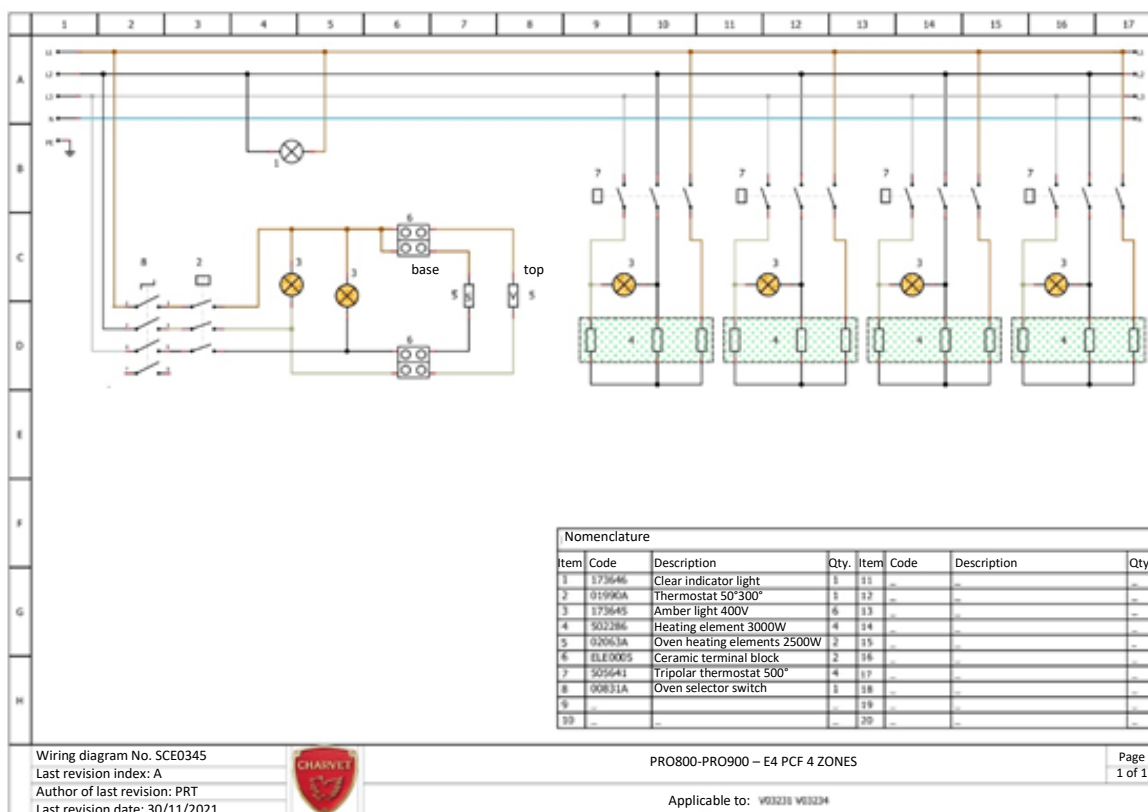 1 2 3 4 5 6 7 8 9 10 11 12 13 14 15 16 17
A
L1
L2
L3
N
B
PE
1
7 7 7 7
C
6
8 2 3 3
base top
5 5
3 3 3 3
D
4 4 4 4
6
E
F
G
H
Nomenclature
Item Code Description Qty. Item Code Description Qty
1 173646 Clear indicator light 1 11 _ _ _
2 01990A Thermostat 50°300° 1 12 _ _ _
3 173645 Amber light 400V 6 13 _ _ _
4 502286 Heating element 3000W 4 14 _ _ _
5 02063A Oven heating elements 2500W 2 15 _ _ _
6 ELE0005 Ceramic terminal block 2 16 _ _ _
7 505641 Tripolar thermostat 500° 4 17 _ _ _
8 00831A Oven selector switch 1 18 _ _ _
9 _ _ 19 _ _ _
10 _ _ _ 20 _ _ _
Wiring diagram No. SCE0345
Last revision index: A
Author of last revision: PRT
Last revision date: 30/11/2021
CHARVET
PRO800-PRO900 – E4 PCF 4 ZONES
Applicable to: V03231 V03234
Page
1 of 1